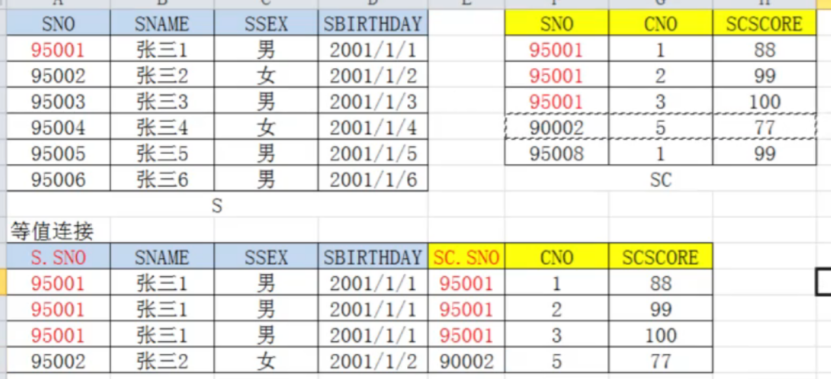 A B C D E F G H
SNO SNAME SSEX SBIRTHDAY SNO CNO SCSCORE
95001 张三1 男 2001/1/1 95001 1 88
95002 张三2 女 2001/1/2 95001 2 99
95003 张三3 男 2001/1/3 95001 3 100
95004 张三4 女 2001/1/4 90002 5 77
95005 张三5 男 2001/1/5 95008 1 99
95006 张三6 男 2001/1/6 SC
S
等值连接
S.SNO SNAME SSEX SBIRTHDAY SC.SNO CNO SCSCORE
95001 张三1 男 2001/1/1 95001 1 88
95001 张三1 男 2001/1/1 95001 2 99
95001 张三1 男 2001/1/1 95001 3 100
95002 张三2 女 2001/1/2 90002 5 77